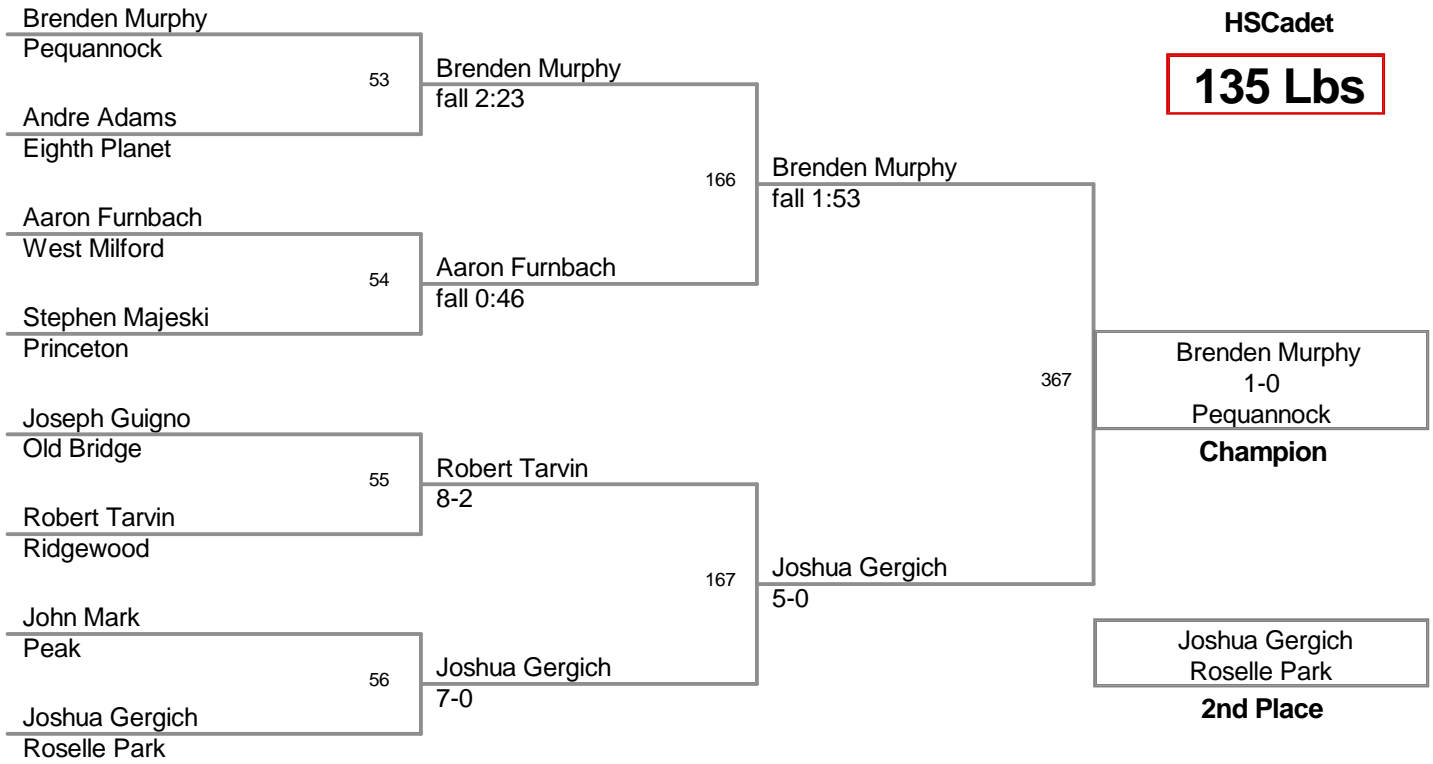 HSCadet
135 Lbs
Brenden Murphy
Pequannock
53
Andre Adams
Eighth Planet
Brenden Murphy
fall 2:23
Aaron Furnbach
West Milford
54
Stephen Majeski
Princeton
Aaron Furnbach
fall 0:46
166
Brenden Murphy
fall 1:53
Joseph Guigno
Old Bridge
55
Robert Tarvin
Ridgewood
Robert Tarvin
8-2
John Mark
Peak
56
Joshua Gergich
Roselle Park
Joshua Gergich
7-0
167
Joshua Gergich
5-0
367
Brenden Murphy
1-0
Pequannock
Champion
Joshua Gergich
Roselle Park
2nd Place